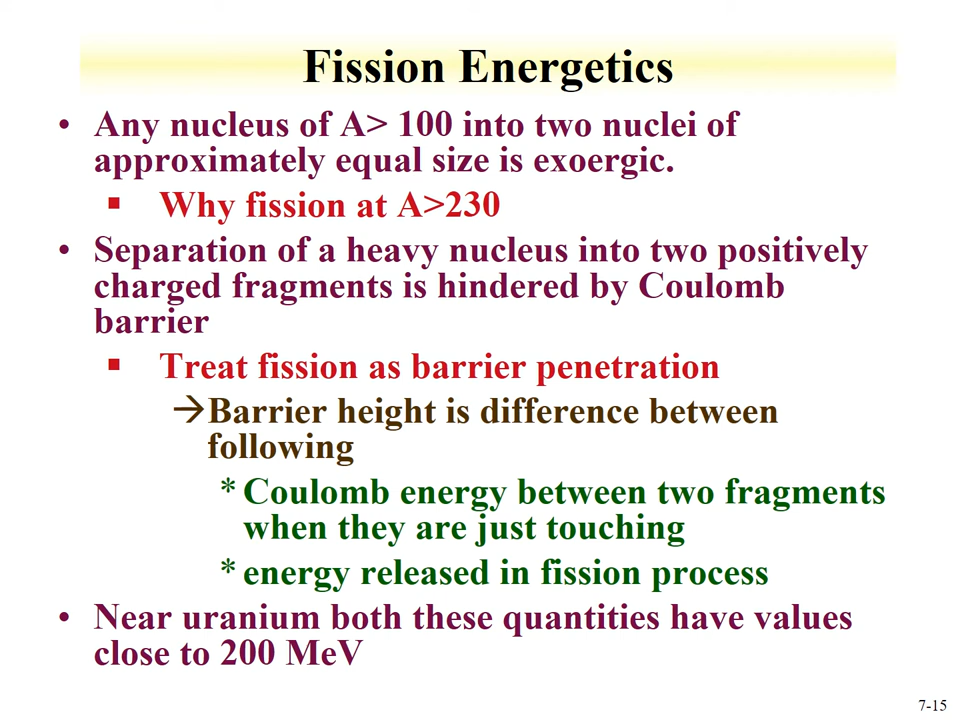 Fission Energetics
• Any nucleus of A> 100 into two nuclei of
approximately equal size is exoergic.
▪ Why fission at A>230
• Separation of a heavy nucleus into two positively
charged fragments is hindered by Coulomb
barrier
▪ Treat fission as barrier penetration
→Barrier height is difference between
following
* Coulomb energy between two fragments
when they are just touching
* energy released in fission process
• Near uranium both these quantities have values
close to 200 MeV
7-15